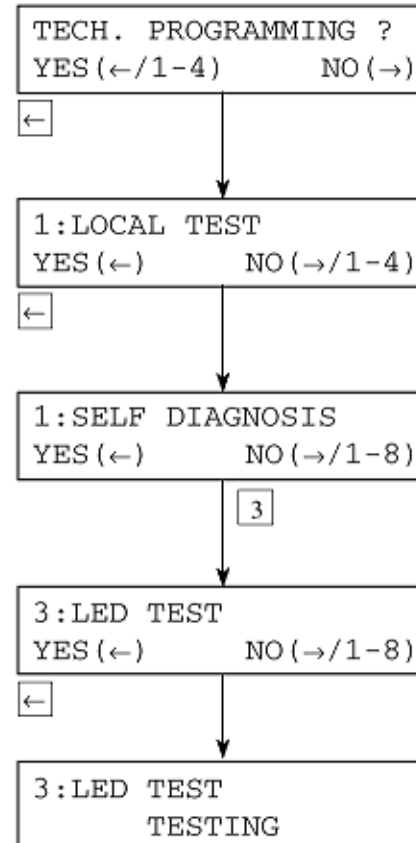 TECH. PROGRAMMING ?
YES(←/1-4) NO(→)
←
1:LOCAL TEST
YES(←) NO(→/1-4)
←
1:SELF DIAGNOSIS
YES(←) NO(→/1-8)
3
3:LED TEST
YES(←) NO(→/1-8)
←
3:LED TEST
TESTING